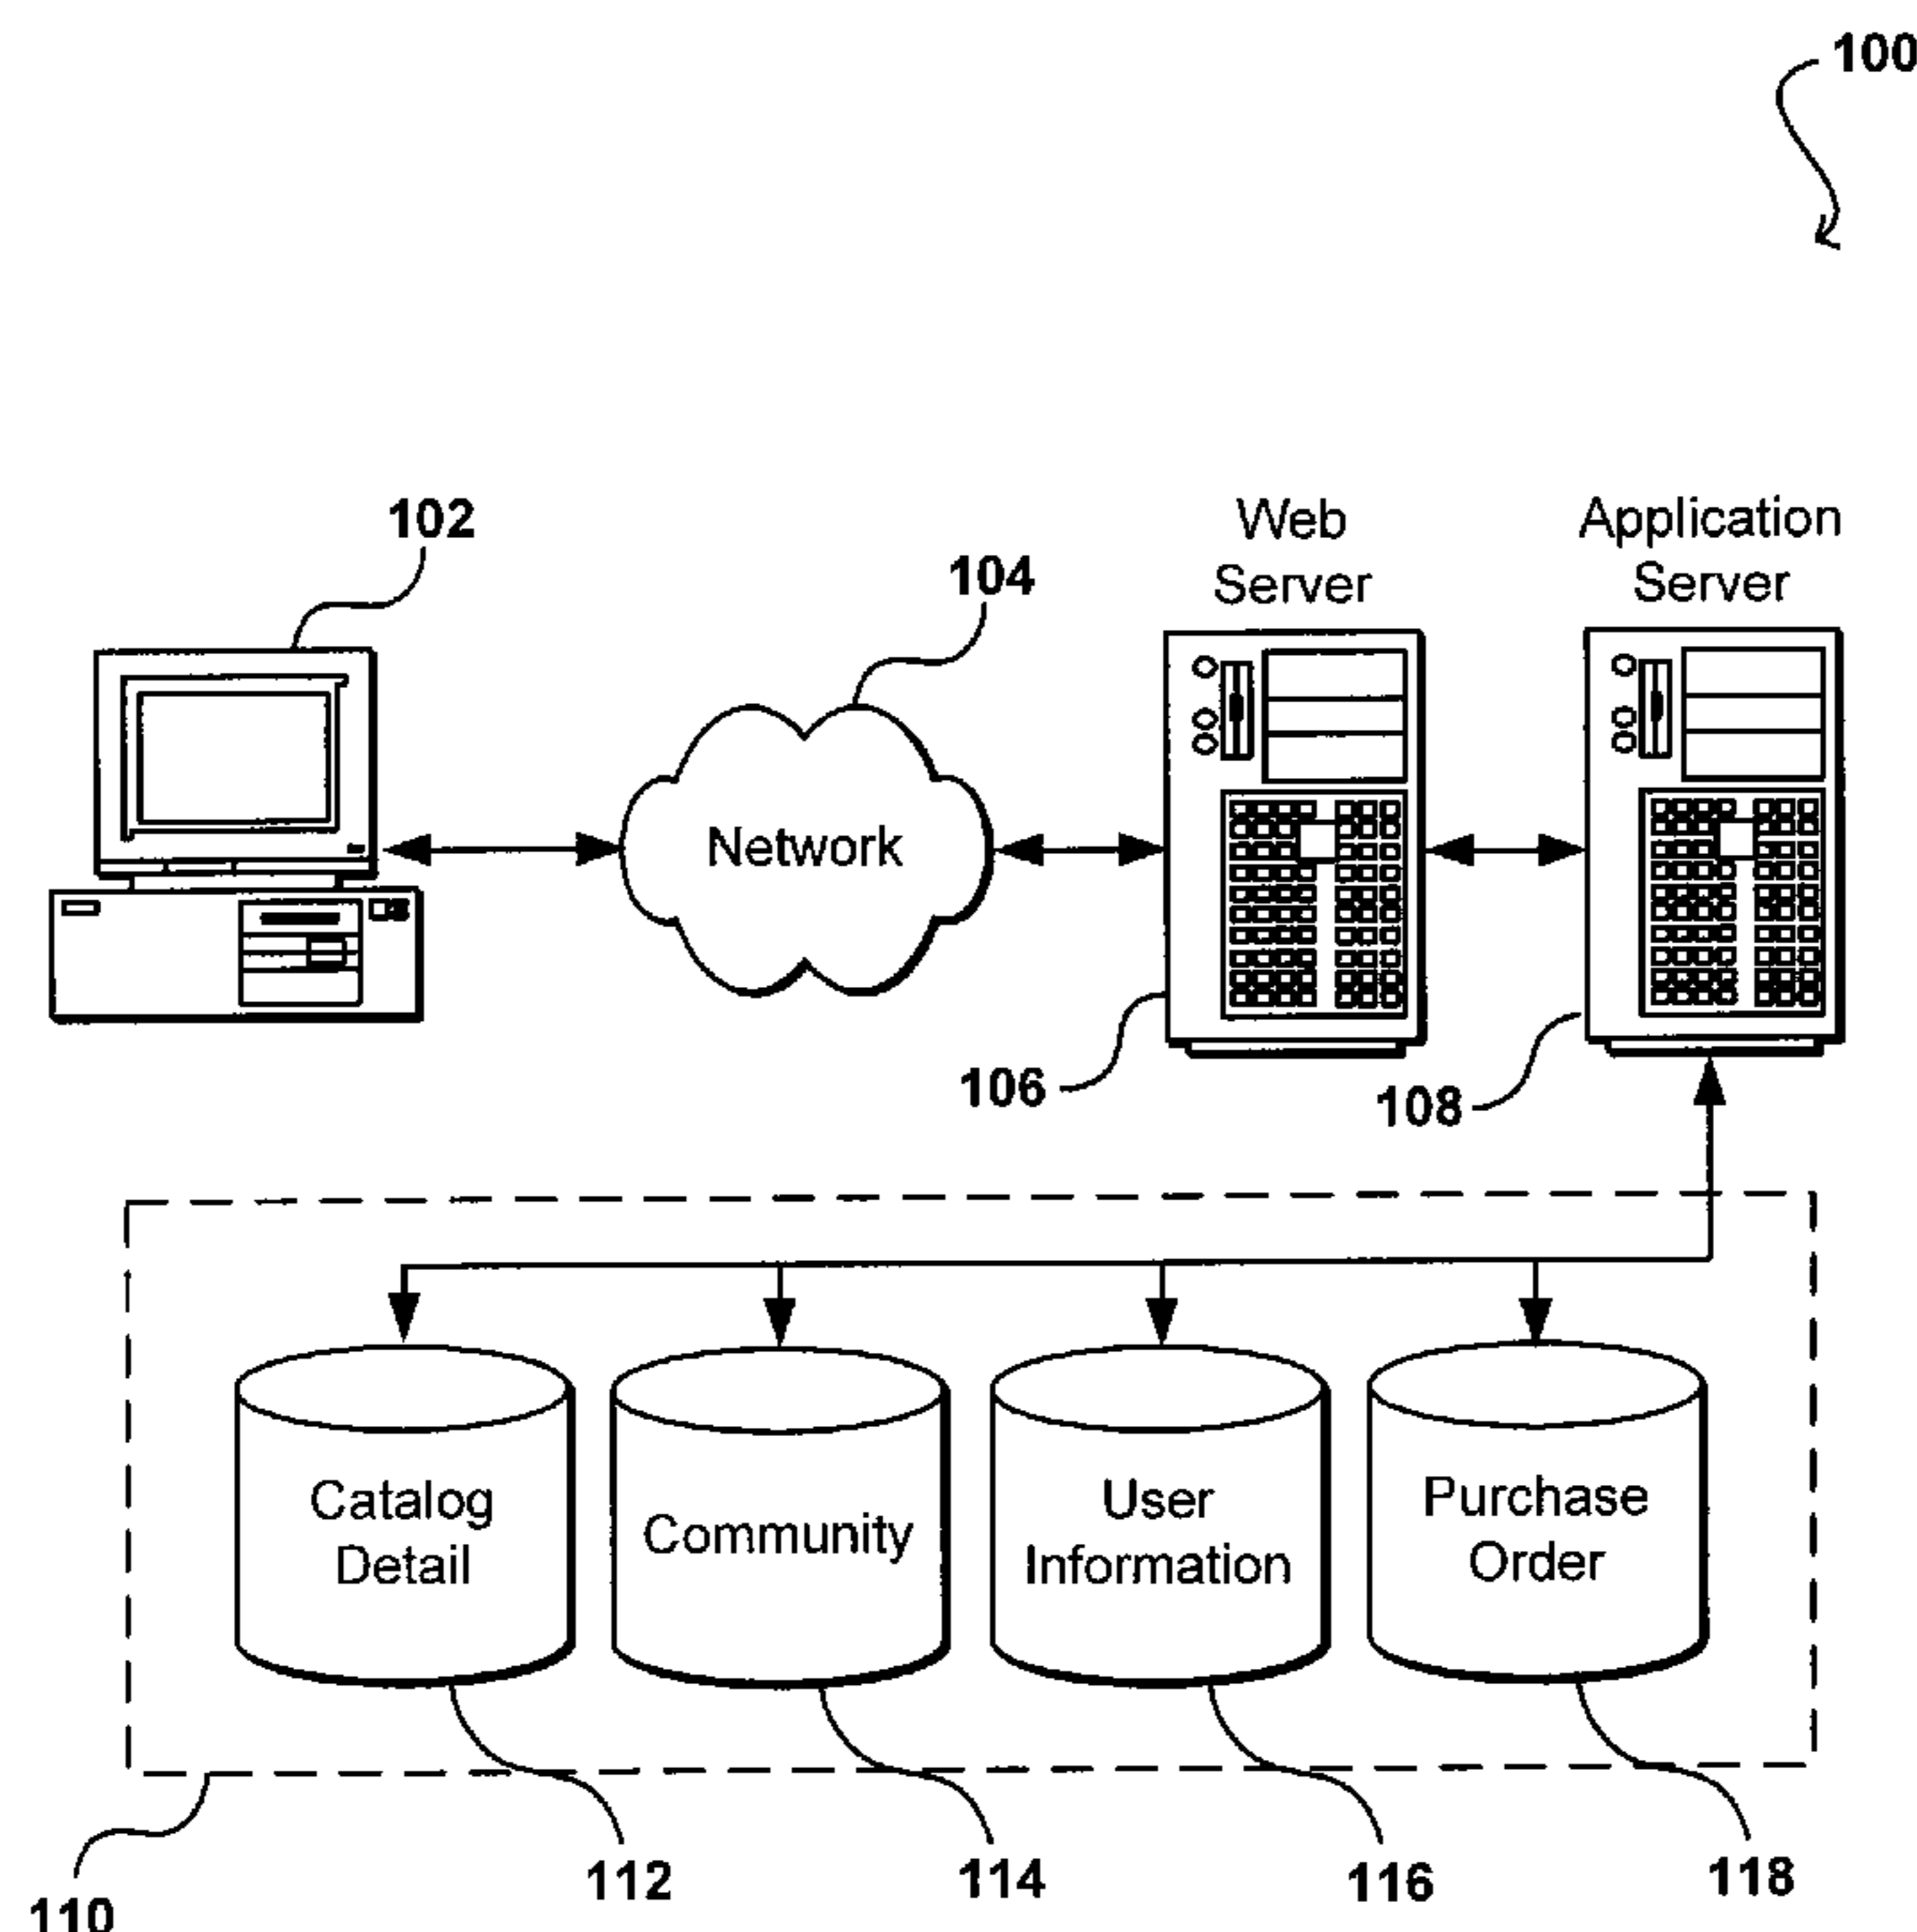 100
102
104
Web
Server
Application
Server
Network
106
108
Catalog
Detail
Community
User
Information
Purchase
Order
110
112
114
116
118